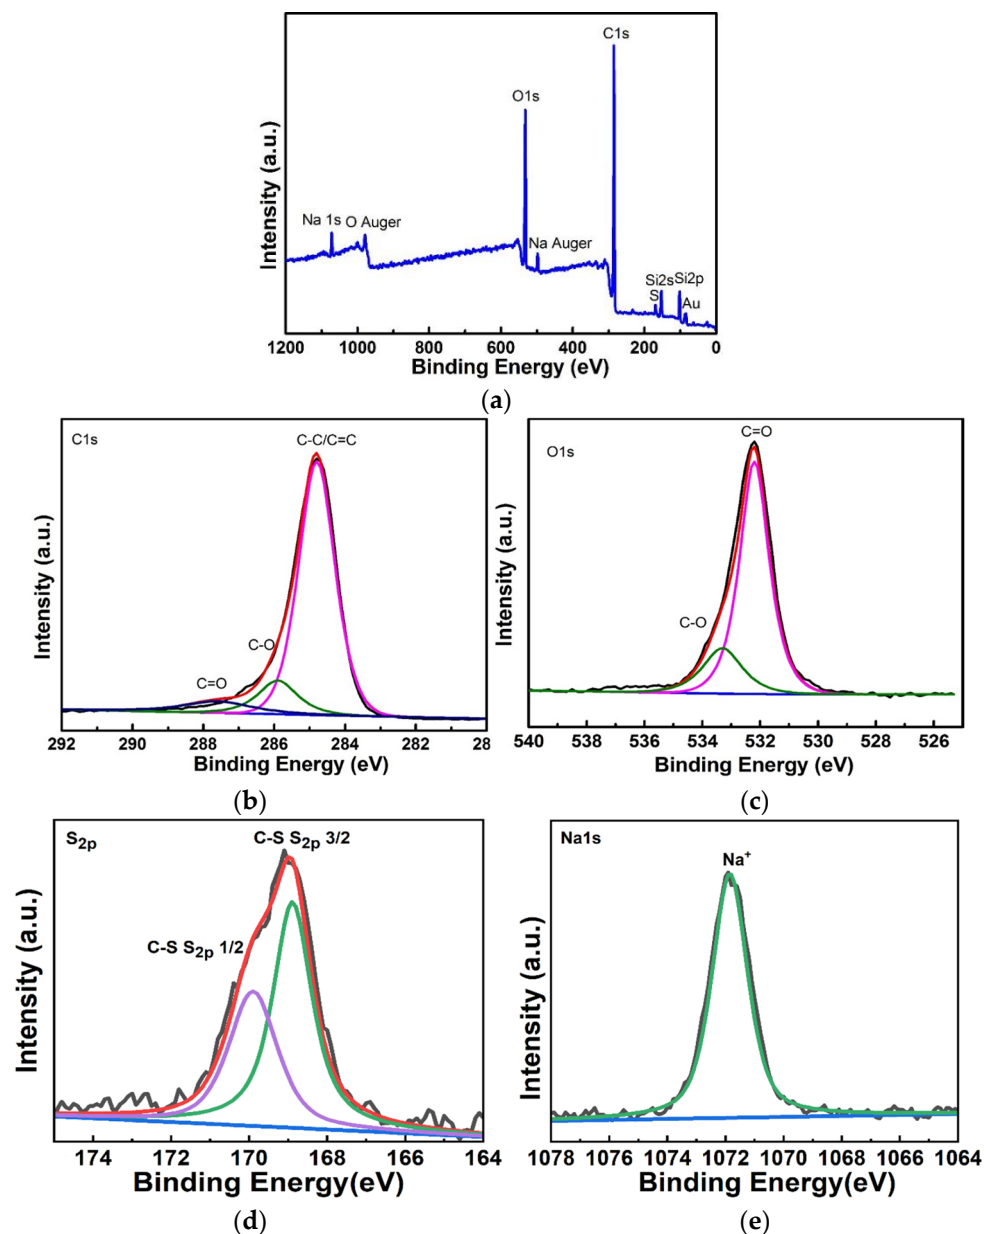 C1s
O1s
Na 1s
O Auger
Na Auger
Si2s
Si2p
S
Au
Intensity (a.u.)
1200
1000
800
600
400
200
0
Binding Energy (eV)
(a)
C1s
C-C/C=C
C-O
C=O
Intensity (a.u.)
292
290
288
286
284
282
28
Binding Energy (eV)
(b)
O1s
C=O
C-O
Intensity (a.u.)
540
538
536
534
532
530
528
526
Binding Energy (eV)
(c)
S2p
C-S S2p 3/2
C-S S2p 1/2
Intensity (a.u.)
174
172
170
168
166
164
Binding Energy(eV)
(d)
Na1s
Na+
Intensity (a.u.)
1078
1076
1074
1072
1070
1068
1066
1064
Binding Energy(eV)
(e)